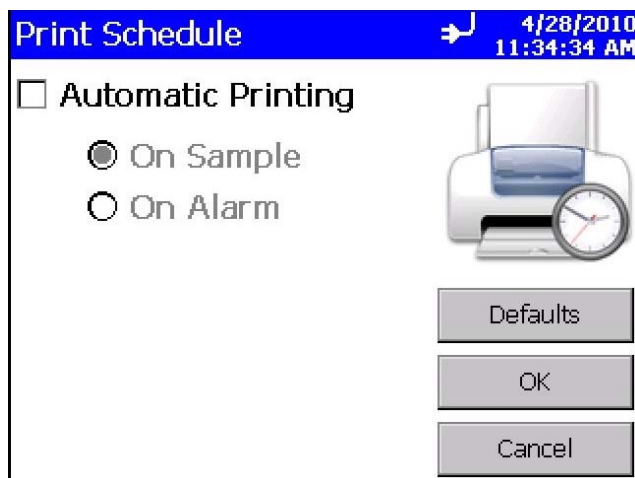 Print Schedule
4/28/2010
11:34:34 AM
Automatic Printing
On Sample
On Alarm
Defaults
OK
Cancel